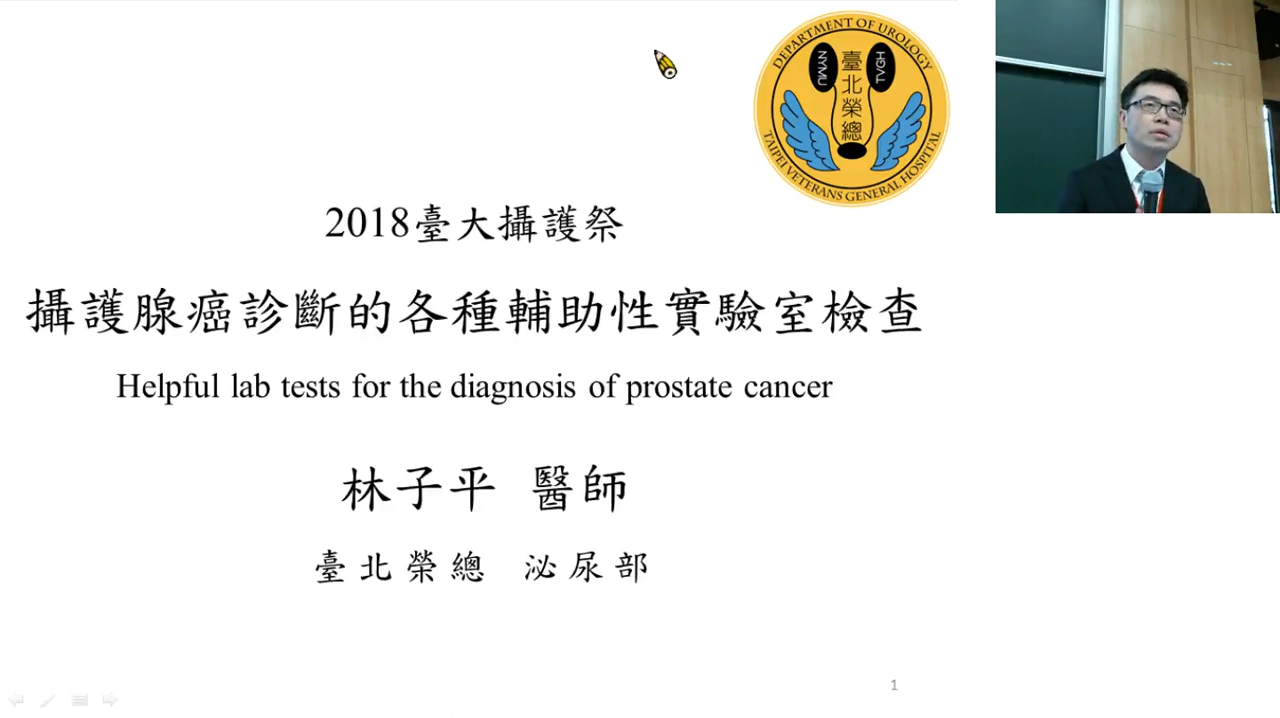 DEPARTMENT OF UROLOGY
NYMU
臺北榮總
TVGH
TAIPEI VETERANS GENERAL HOSPITAL
2018臺大攝護祭
攝護腺癌診斷的各種輔助性實驗室檢查
Helpful lab tests for the diagnosis of prostate cancer
林子平 醫師
臺北榮總 泌尿部
1